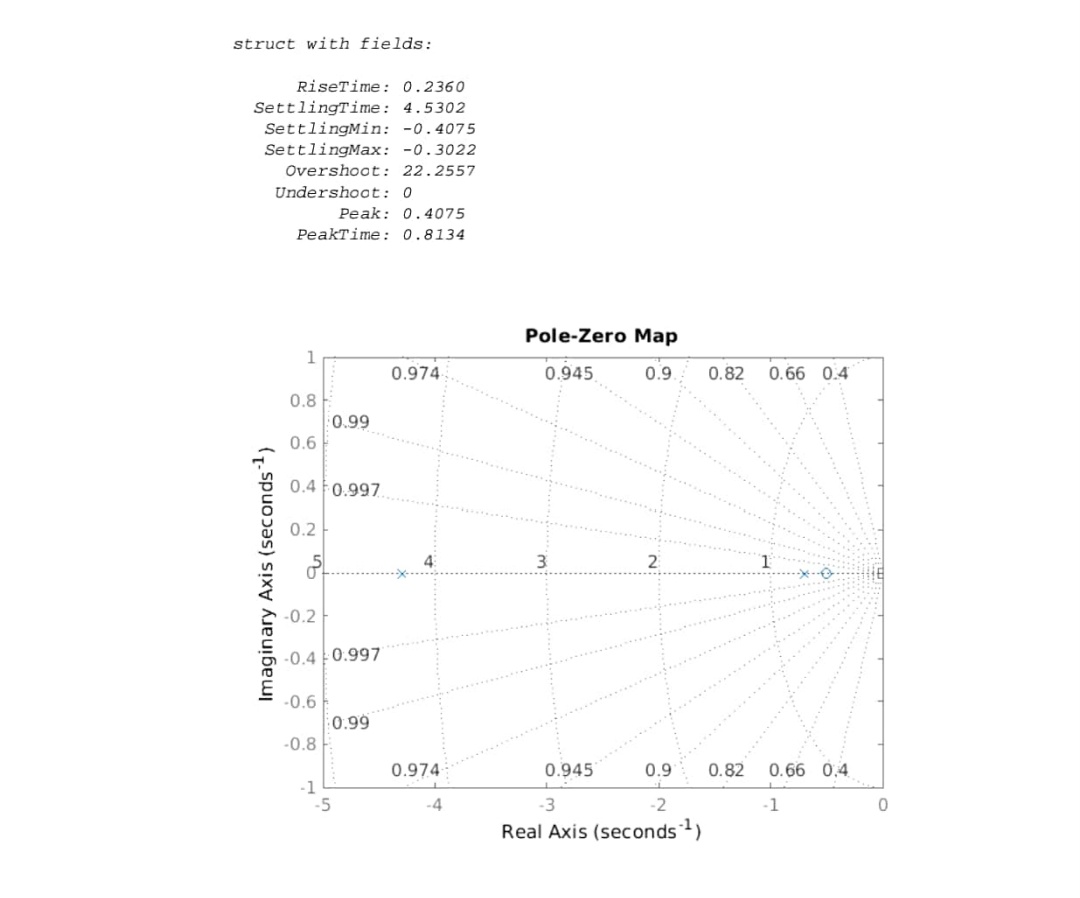 struct with fields:
RiseTime: 0.2360
SettlingTime: 4.5302
SettlingMin: -0.4075
SettlingMax: -0.3022
Overshoot: 22.2557
Undershoot: 0
Peak: 0.4075
PeakTime: 0.8134
Pole-Zero Map
1
0.974 0.945 0.9 0.82 0.66 0.4
0.8
0.99
0.6
0.4
0.997
0.2
5 4 3 2 1
0
-0.2
-0.4
0.997
-0.6
0.99
-0.8
0.974 0.945 0.9 0.82 0.66 0.4
-1
-5 -4 -3 -2 -1 0
Real Axis (seconds-1)
Imaginary Axis (seconds-1)